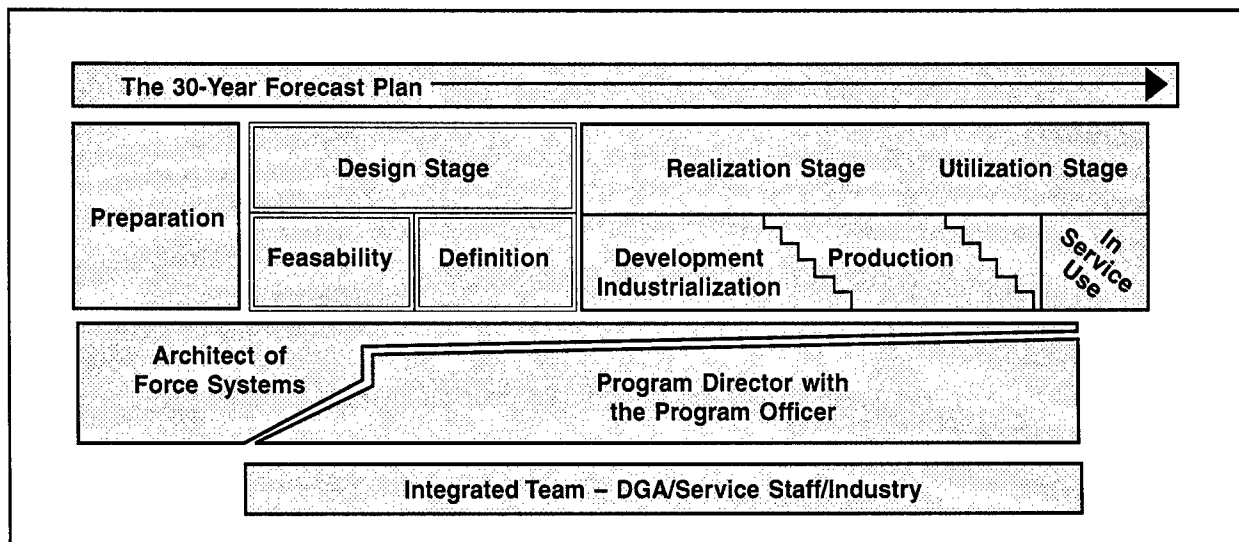 The 30-Year Forecast Plan
Preparation
Design Stage
Feasability
Definition
Realization Stage
Utilization Stage
Development
Industrialization
Production
In
Service
Use
Architect of
Force Systems
Program Director with
the Program Officer
Integrated Team – DGA/Service Staff/Industry